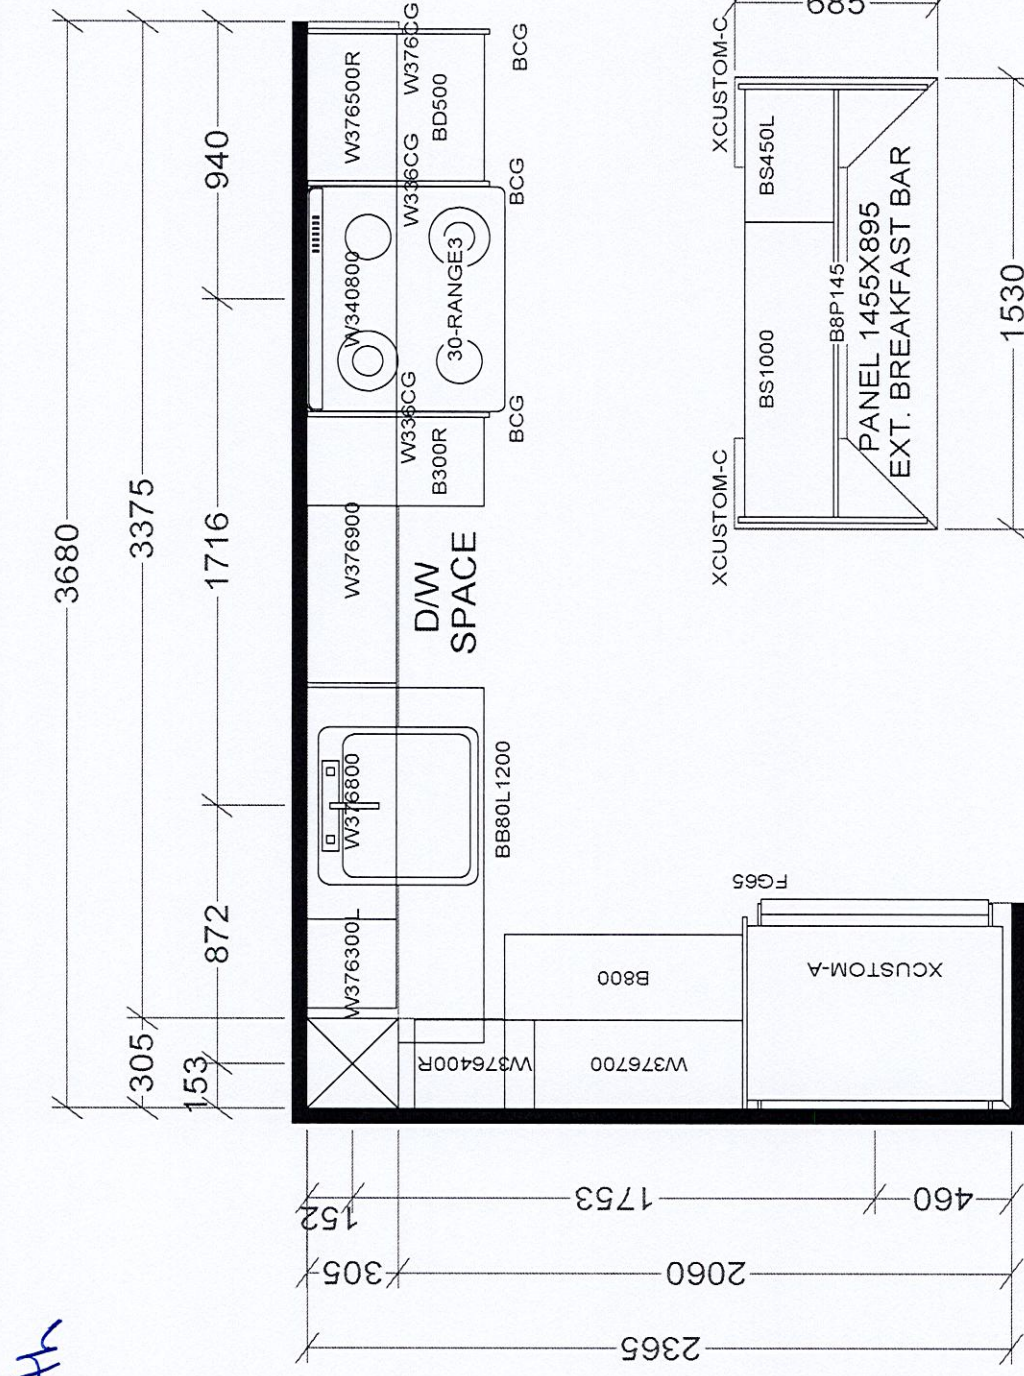 3680
3375
305
940
1716
872
153
W376500R
W376CG
BD500
BCG
W336CG
BCG
W340800
30-RANGE3
W336CG
B300R
BCG
W376900
D/W
SPACE
W376800
BB80L1200
W376300L
W376400R
W376700
B800
FG65
XCUSTOM-A
685
XCUSTOM-C
BS450L
BS1000
B8P145
PANEL 1455X895
EXT. BREAKFAST BAR
XCUSTOM-C
1530
152
1753
460
305
2060
2365